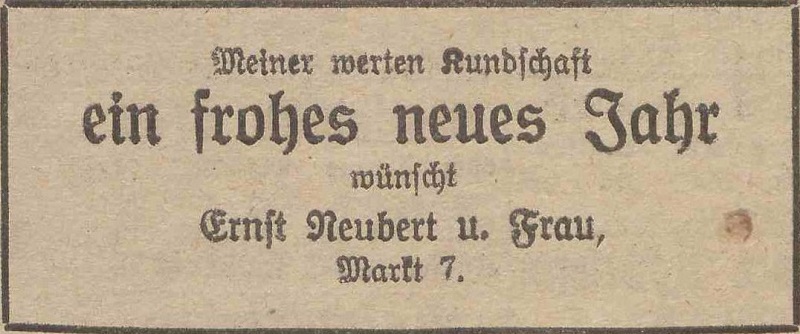 Meiner werten Kundschaft
ein frohes neues Jahr
wünscht
Ernst Neubert u. Frau,
Markt 7.